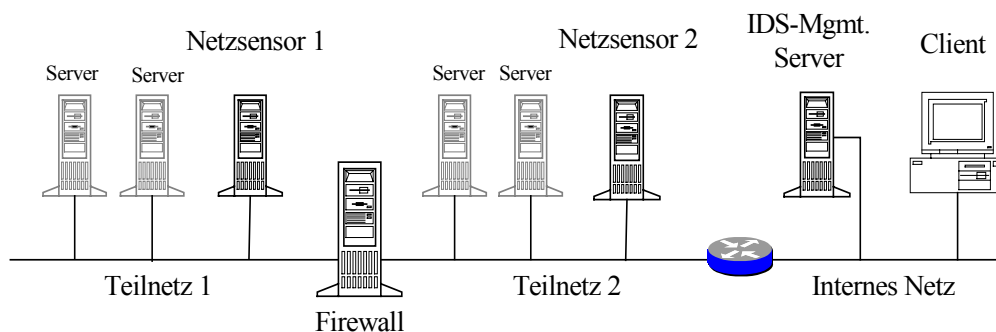 Netzsensor 1
Netzsensor 2
IDS-Mgmt.
Server
Client
Server
Server
Server
Server
Teilnetz 1
Teilnetz 2
Internes Netz
Firewall